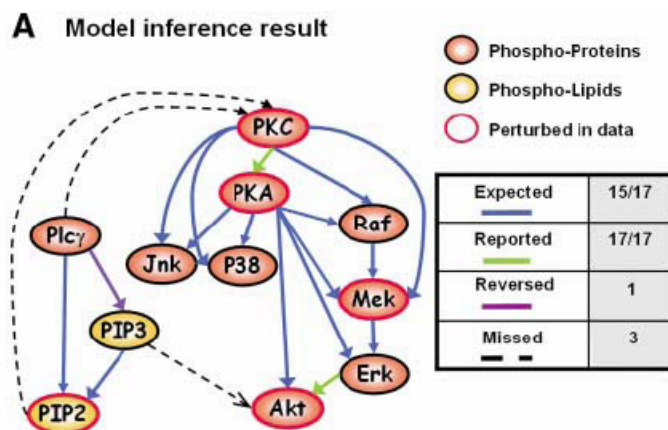 A Model inference result
Phospho-Proteins
Phospho-Lipids
Perturbed in data
PKC
PKA
Plcγ
Raf
Jnk
P38
Mek
PIP3
Erk
PIP2
Akt
Expected 15/17
Reported 17/17
Reversed 1
Missed 3